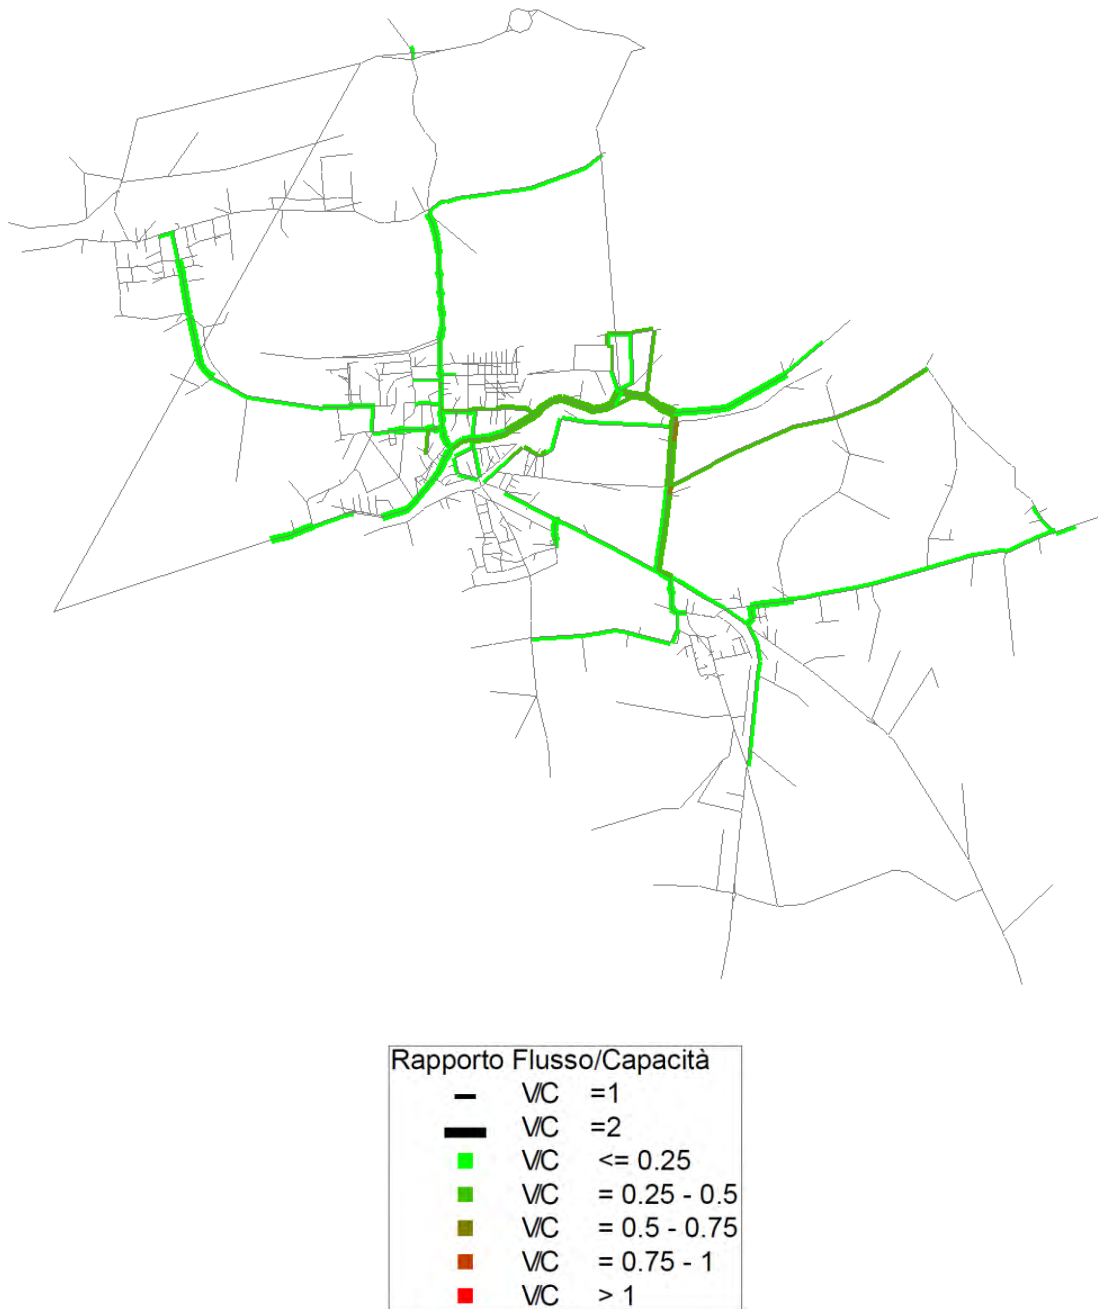 Rapporto Flusso/Capacità
V/C =1
V/C =2
V/C <= 0.25
V/C = 0.25 - 0.5
V/C = 0.5 - 0.75
V/C = 0.75 - 1
V/C > 1